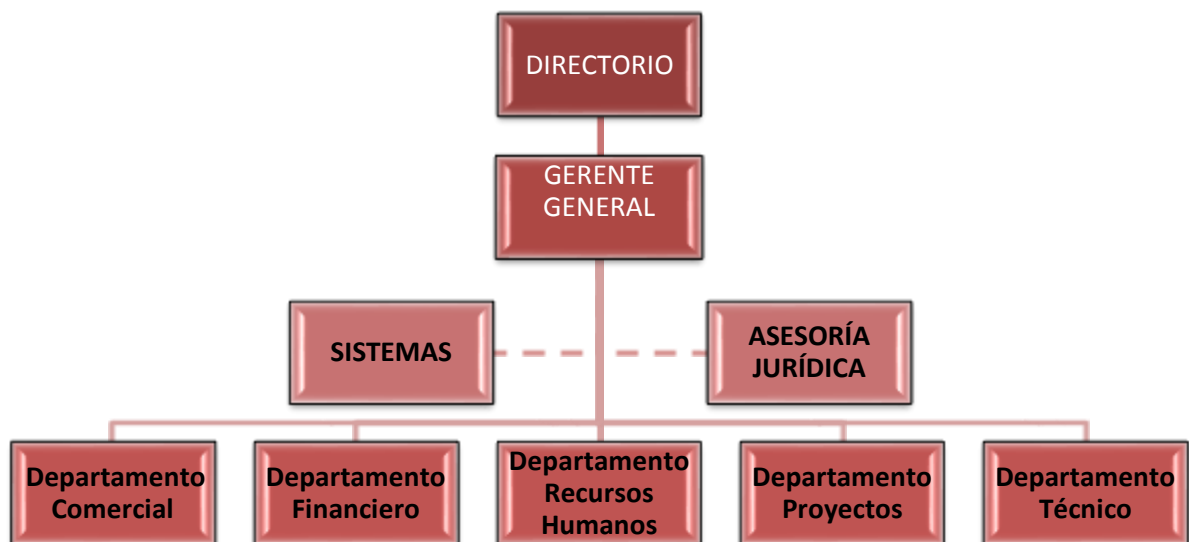 DIRECTORIO
GERENTE
GENERAL
SISTEMAS
ASESORÍA
JURÍDICA
Departamento
Comercial
Departamento
Financiero
Departamento
Recursos
Humanos
Departamento
Proyectos
Departamento
Técnico